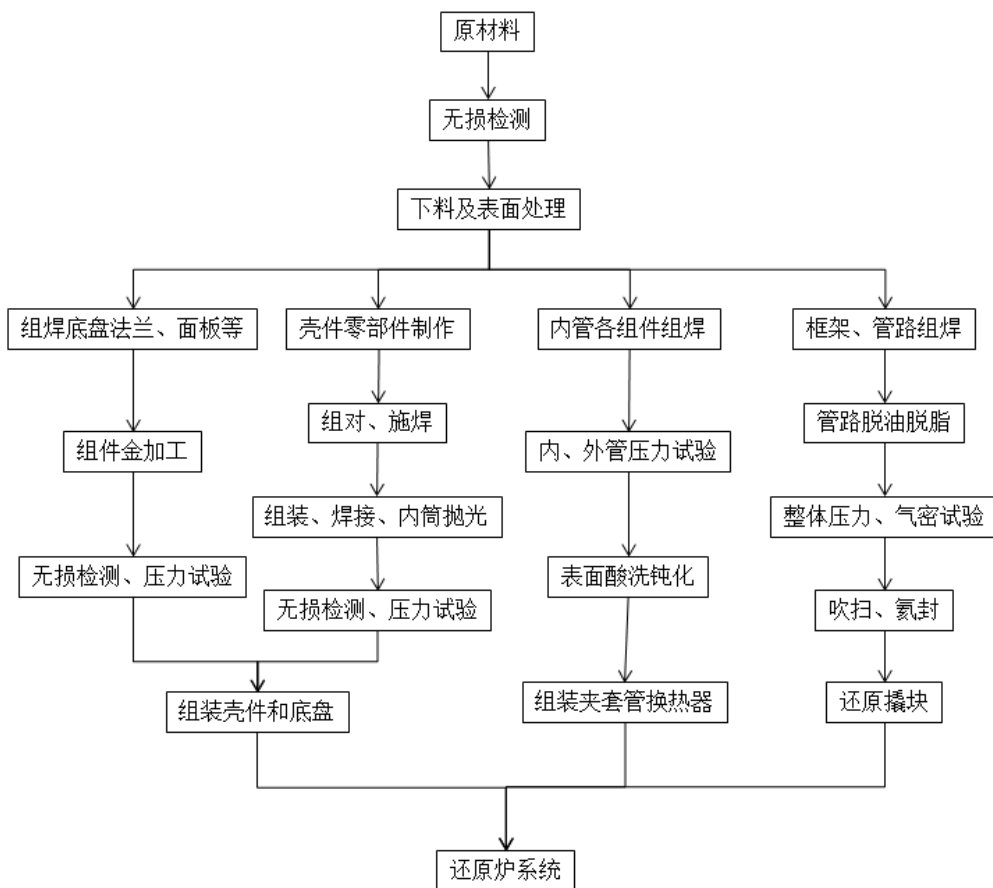 原材料
无损检测
下料及表面处理
组焊底盘法兰、面板等
壳件零部件制作
内管各组件组焊
框架、管路组焊
组对、施焊
管路脱油脱脂
组件金加工
内、外管压力试验
组装、焊接、内筒抛光
整体压力、气密试验
无损检测、压力试验
表面酸洗钝化
无损检测、压力试验
吹扫、氦封
组装壳件和底盘
组装夹套管换热器
还原撬块
还原炉系统